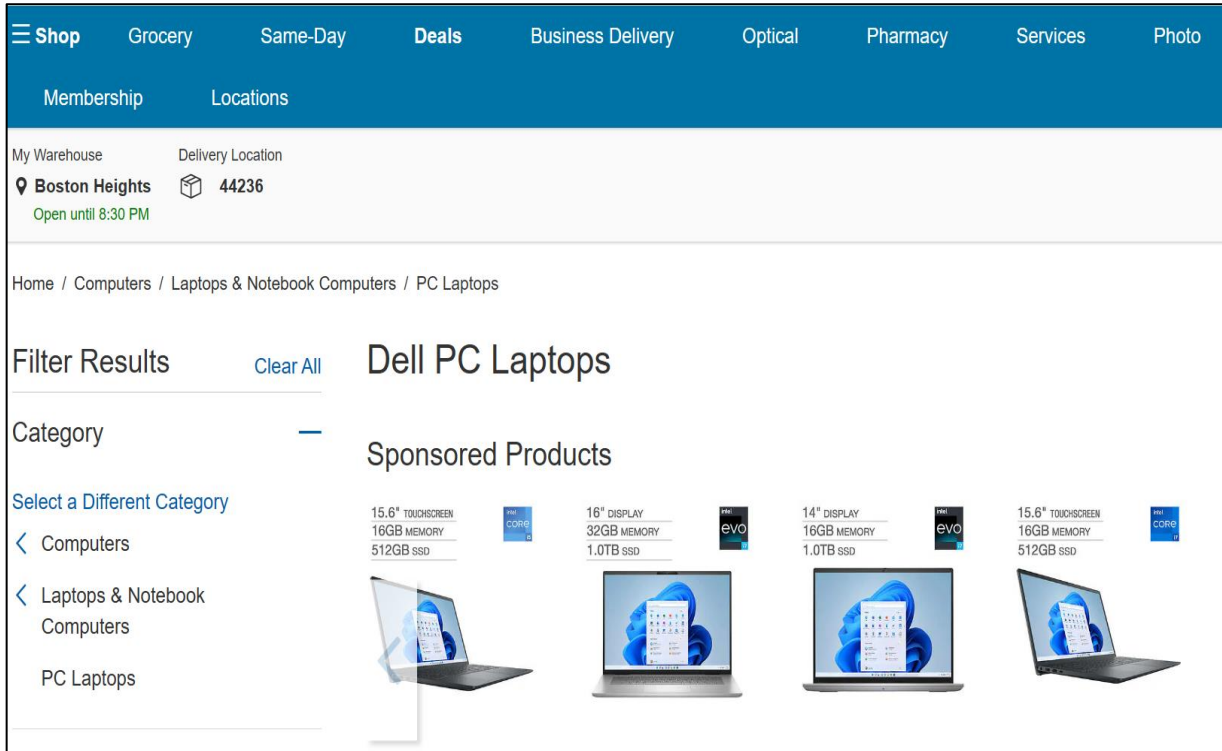 Shop Grocery Same-Day Deals Business Delivery Optical Pharmacy Services Photo
Membership Locations
My Warehouse Delivery Location
Boston Heights 44236
Open until 8:30 PM
Home / Computers / Laptops & Notebook Computers / PC Laptops
Filter Results Clear All
Dell PC Laptops
Category
Sponsored Products
Select a Different Category
Computers
Laptops & Notebook
Computers
PC Laptops
15.6" TOUCHSCREEN
16GB MEMORY
512GB SSD
intel
CORE
16" DISPLAY
32GB MEMORY
1.0TB SSD
intel
evo
14" DISPLAY
16GB MEMORY
1.0TB SSD
intel
evo
15.6" TOUCHSCREEN
16GB MEMORY
512GB SSD
intel
CORE